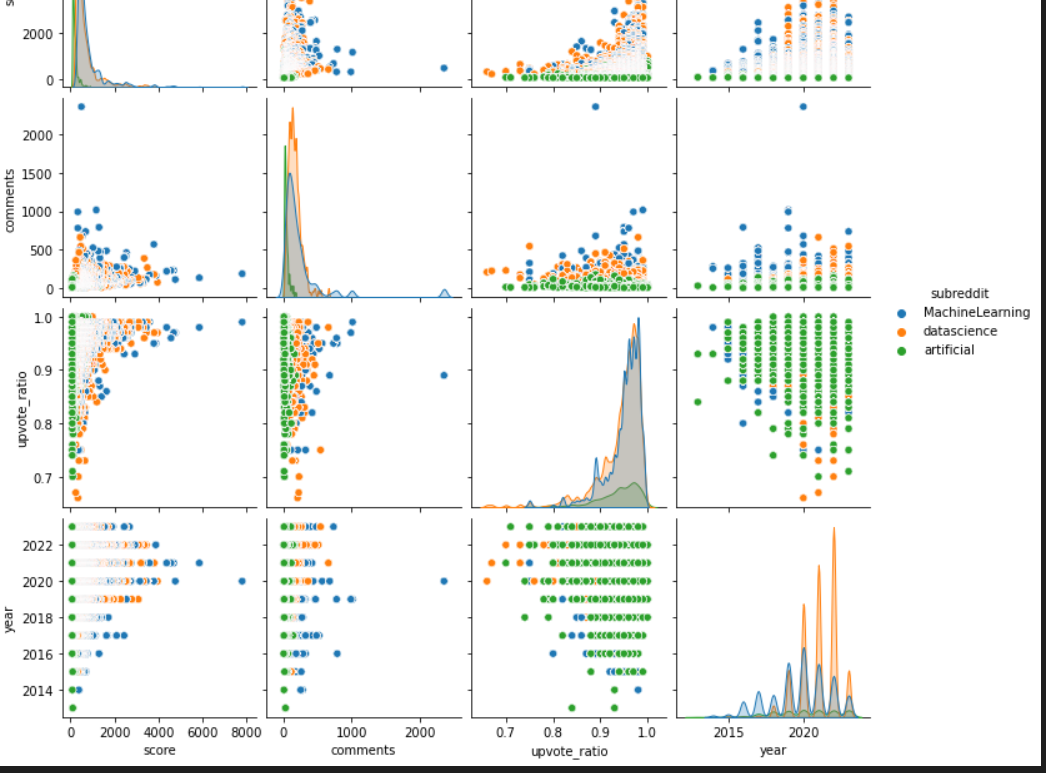 2000
0
2000
1500
1000
500
0
comments
subreddit
MachineLearning
datascience
artificial
1.0
0.9
0.8
0.7
upvote_ratio
2022
2020
2018
2016
2014
year
0 2000 4000 6000 8000
0 1000 2000
0.7 0.8 0.9 1.0
2015 2020
score
comments
upvote_ratio
year